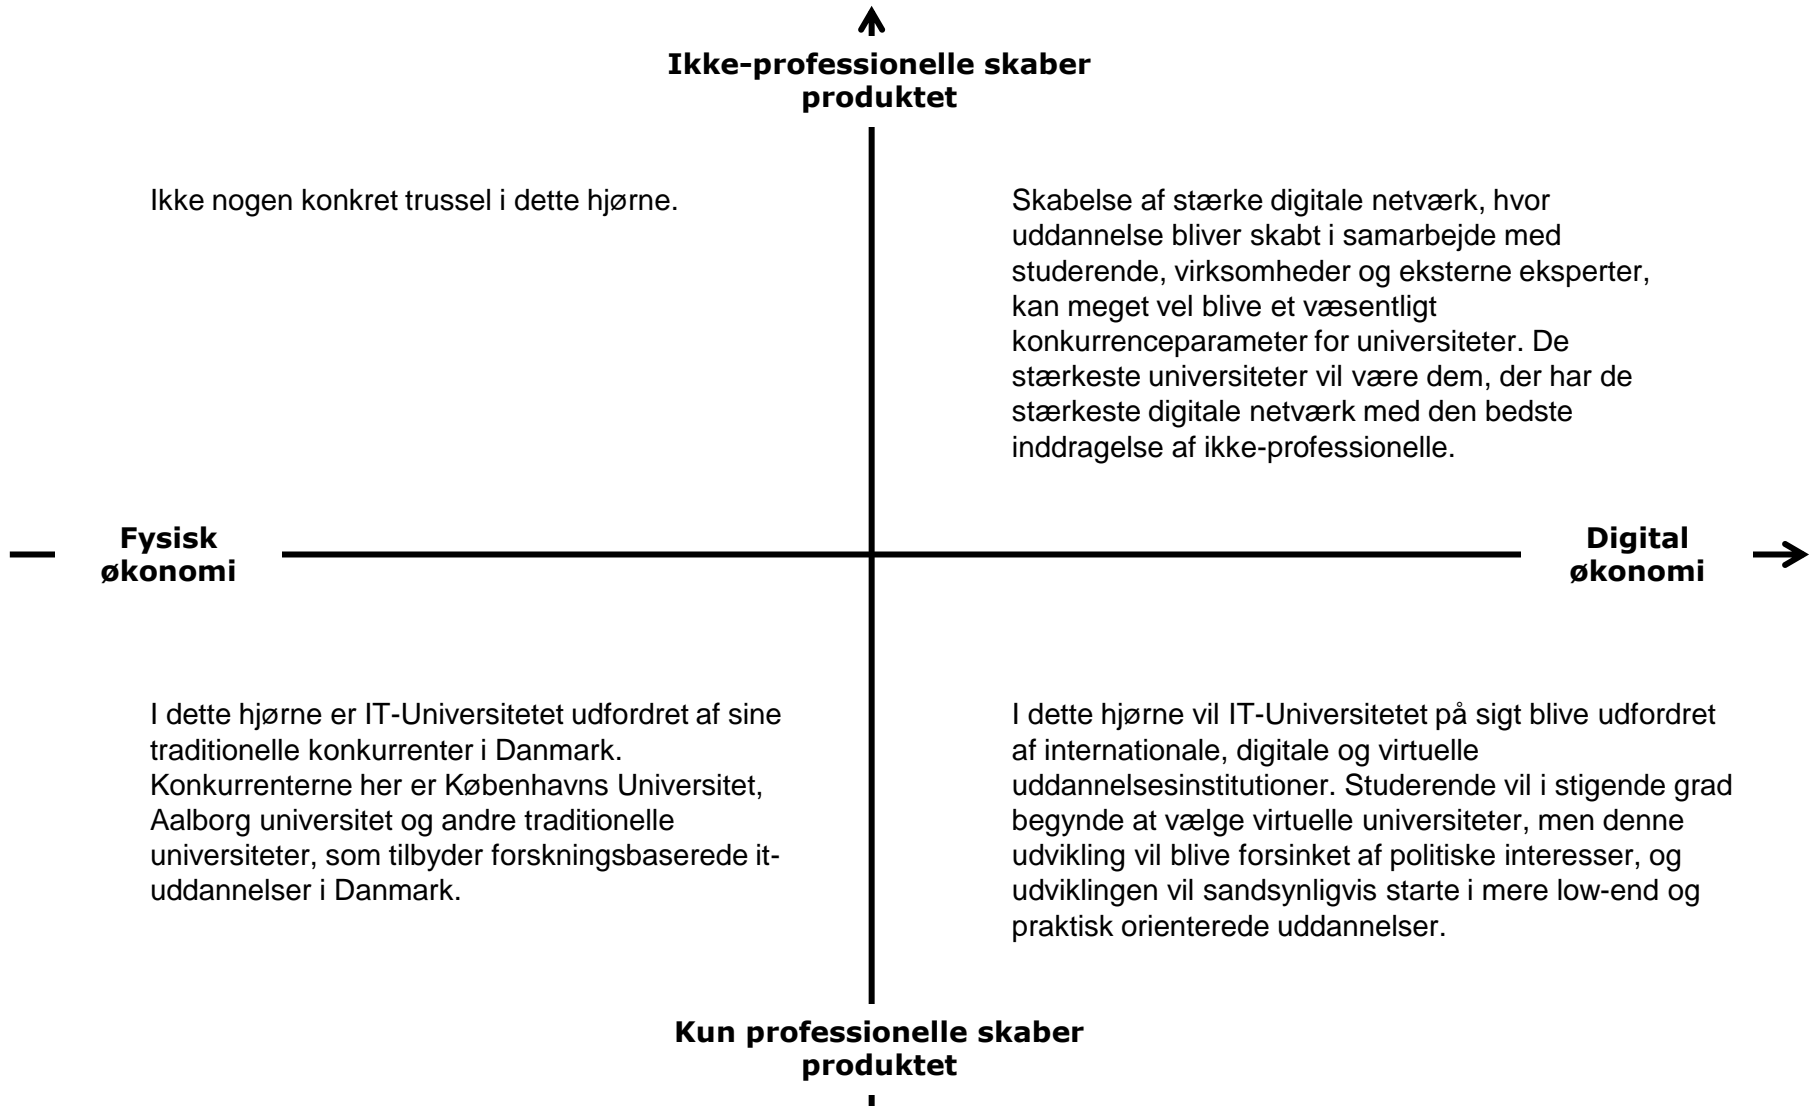 Ikke-professionelle skaber
produktet
Ikke nogen konkret trussel i dette hjørne.
Skabelse af stærke digitale netværk, hvor
uddannelse bliver skabt i samarbejde med
studerende, virksomheder og eksterne eksperter,
kan meget vel blive et væsentligt
konkurrenceparameter for universiteter. De
stærkeste universiteter vil være dem, der har de
stærkeste digitale netværk med den bedste
inddragelse af ikke-professionelle.
Fysisk
økonomi
Digital
økonomi
I dette hjørne er IT-Universitetet udfordret af sine
traditionelle konkurrenter i Danmark.
Konkurrenterne her er Københavns Universitet,
Aalborg universitet og andre traditionelle
universiteter, som tilbyder forskningsbaserede it-
uddannelser i Danmark.
I dette hjørne vil IT-Universitetet på sigt blive udfordret
af internationale, digitale og virtuelle
uddannelsesinstitutioner. Studerende vil i stigende grad
begynde at vælge virtuelle universiteter, men denne
udvikling vil blive forsinket af politiske interesser, og
udviklingen vil sandsynligvis starte i mere low-end og
praktisk orienterede uddannelser.
Kun professionelle skaber
produktet